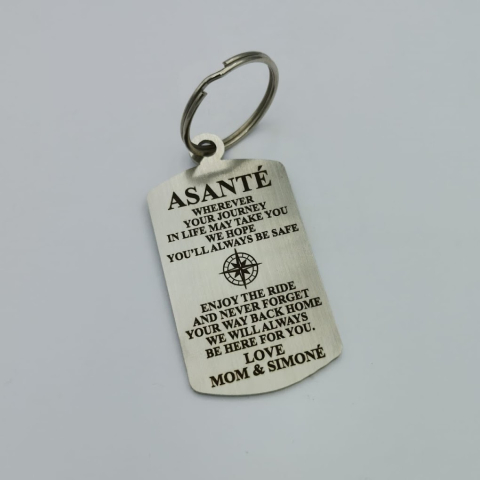 ASANTÉ
WHEREVER
YOUR JOURNEY
IN LIFE MAY TAKE YOU
WE HOPE
YOU'LL ALWAYS BE SAFE
ENJOY THE RIDE
AND NEVER FORGET
YOUR WAY BACK HOME
WE WILL ALWAYS
BE HERE FOR YOU.
LOVE
MOM & SIMONÉ